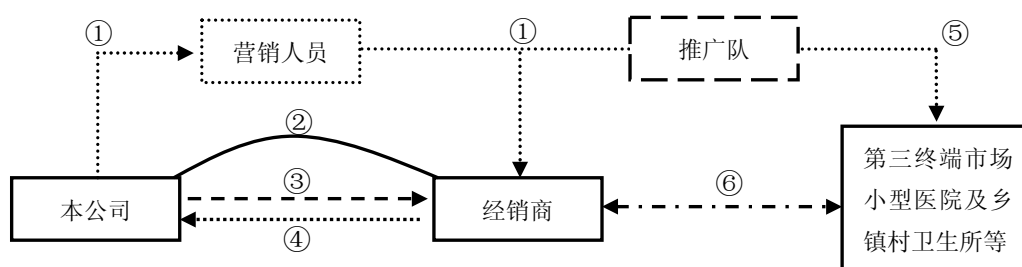 ①
营销人员
①
推广队
⑤
②
本公司
③
④
经销商
⑥
第三终端市场
小型医院及乡
镇村卫生所等